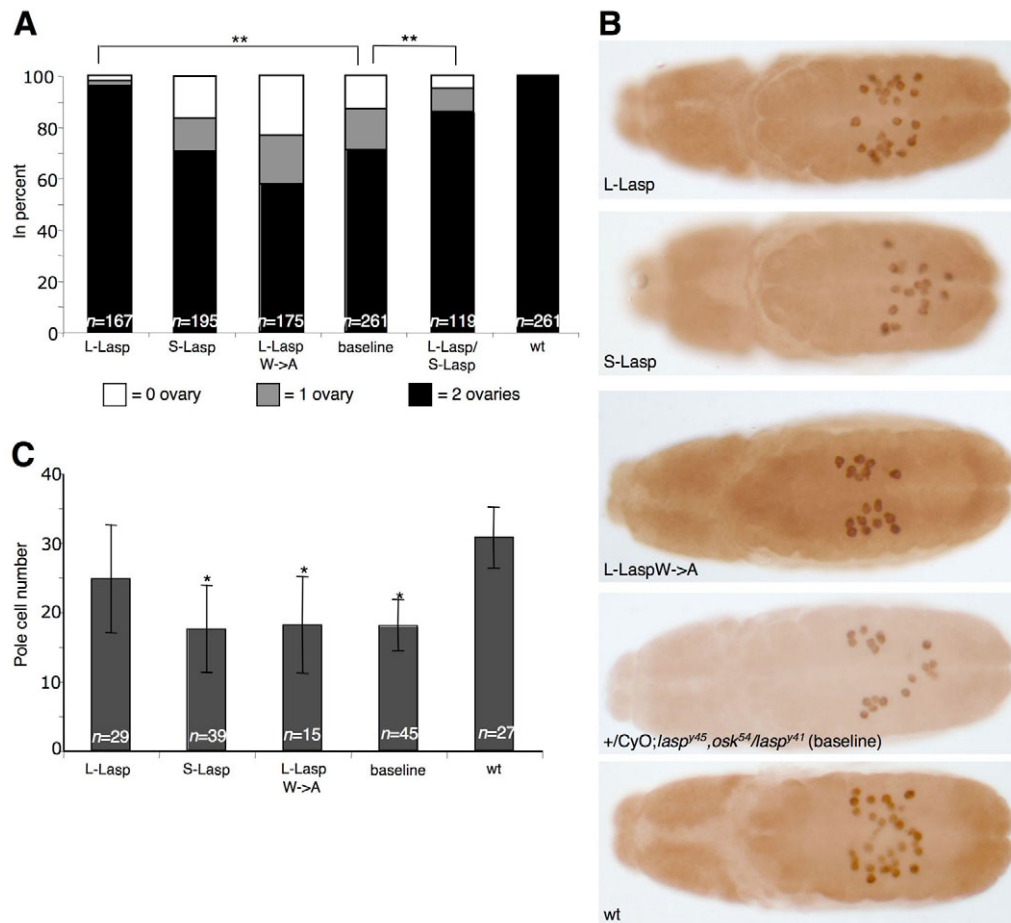 A
**
**
In percent
100
80
60
40
20
0
n=167
n=195
n=175
n=261
n=119
n=261
L-Lasp
S-Lasp
L-Lasp
W->A
baseline
L-Lasp/
S-Lasp
wt
= 0 ovary
= 1 ovary
= 2 ovaries
C
Pole cell number
40
30
20
10
0
*
*
*
n=29
n=39
n=15
n=45
n=27
L-Lasp
S-Lasp
L-Lasp
W->A
baseline
wt
B
L-Lasp
S-Lasp
L-LaspW->A
+/CyO;lasp^y45,osk^54/lasp^y41 (baseline)
wt